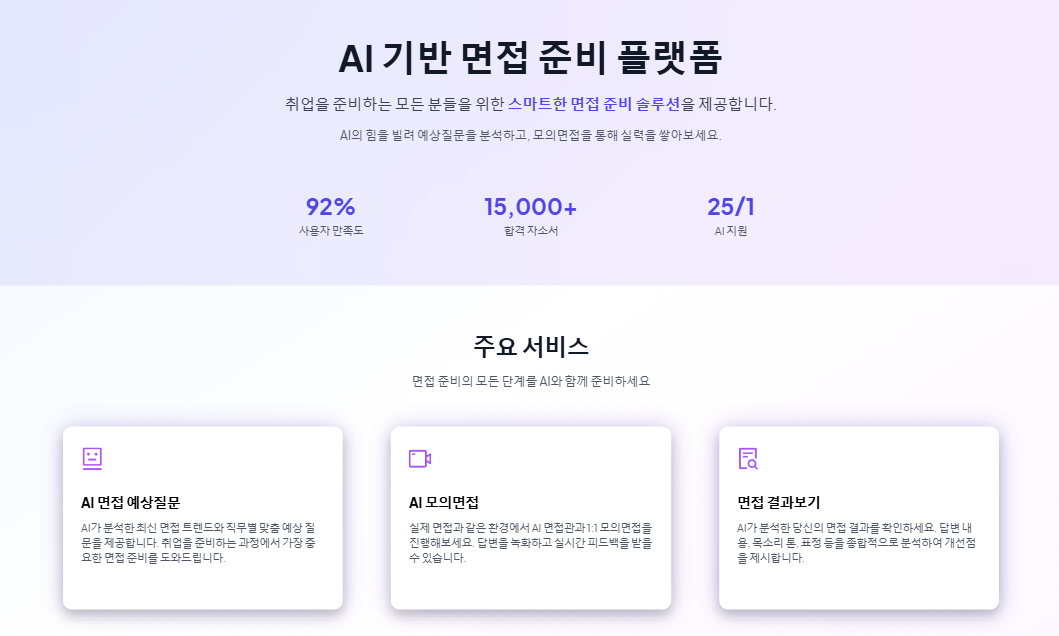 AI 기반 면접 준비 플랫폼
취업을 준비하는 모든 분들을 위한 스마트한 면접 준비 솔루션을 제공합니다.
AI의 힘을 빌려 예상질문을 분석하고, 모의면접을 통해 실력을 쌓아보세요.
92%
사용자 만족도
15,000+
합격 자소서
25/1
AI 지원
주요 서비스
면접 준비의 모든 단계를 AI와 함께 준비하세요
AI 면접 예상질문
AI가 분석한 최신 면접 트렌드와 직무별 맞춤 예상 질
문을 제공합니다. 취업을 준비하는 과정에서 가장 중
요한 면접 준비를 도와드립니다.
AI 모의면접
실제 면접과 같은 환경에서 AI 면접관과 1:1 모의면접을
진행해보세요. 답변을 녹화하고 실시간 피드백을 받을
수 있습니다.
면접 결과보기
AI가 분석한 당신의 면접 결과를 확인하세요. 답변 내
용, 목소리 톤, 표정 등을 종합적으로 분석하여 개선점
을 제시합니다.